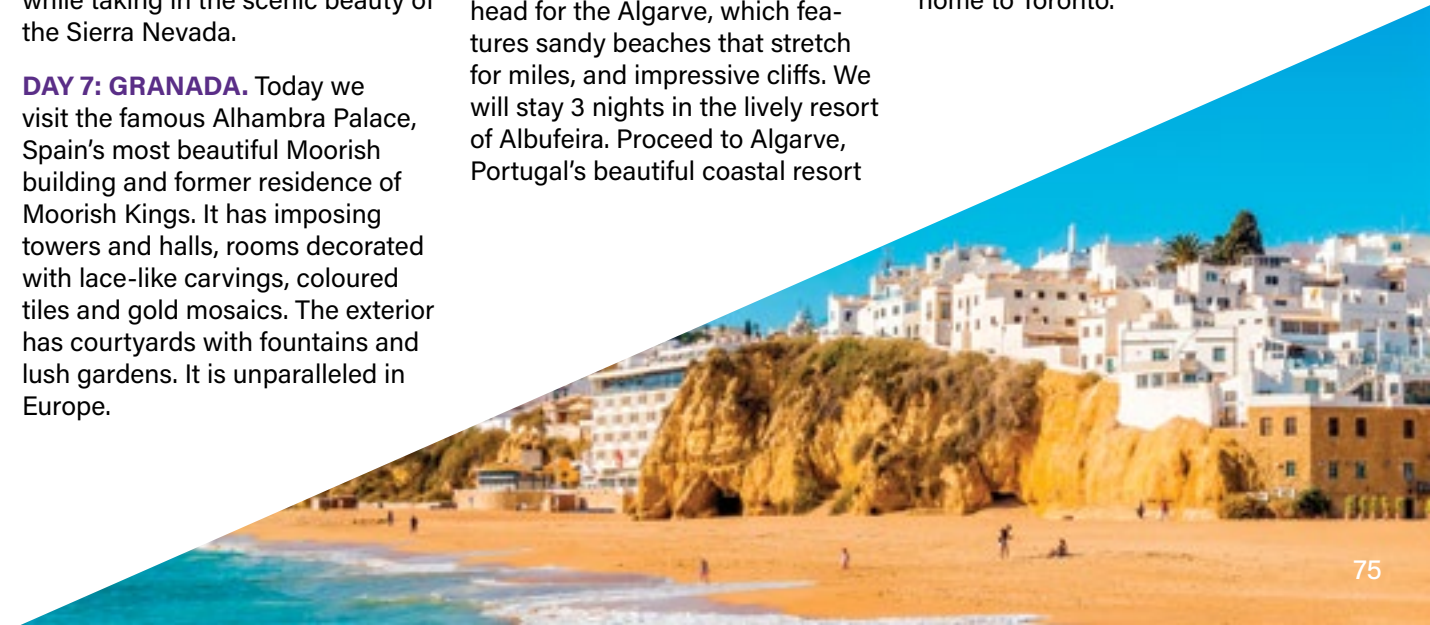 while taking in the scenic beauty of
the Sierra Nevada.
DAY 7: GRANADA. Today we
visit the famous Alhambra Palace,
Spain's most beautiful Moorish
building and former residence of
Moorish Kings. It has imposing
towers and halls, rooms decorated
with lace-like carvings, coloured
tiles and gold mosaics. The exterior
has courtyards with fountains and
lush gardens. It is unparalleled in
Europe.
head for the Algarve, which fea-
tures sandy beaches that stretch
for miles, and impressive cliffs. We
will stay 3 nights in the lively resort
of Albufeira. Proceed to Algarve,
Portugal's beautiful coastal resort
home to Toronto.
75